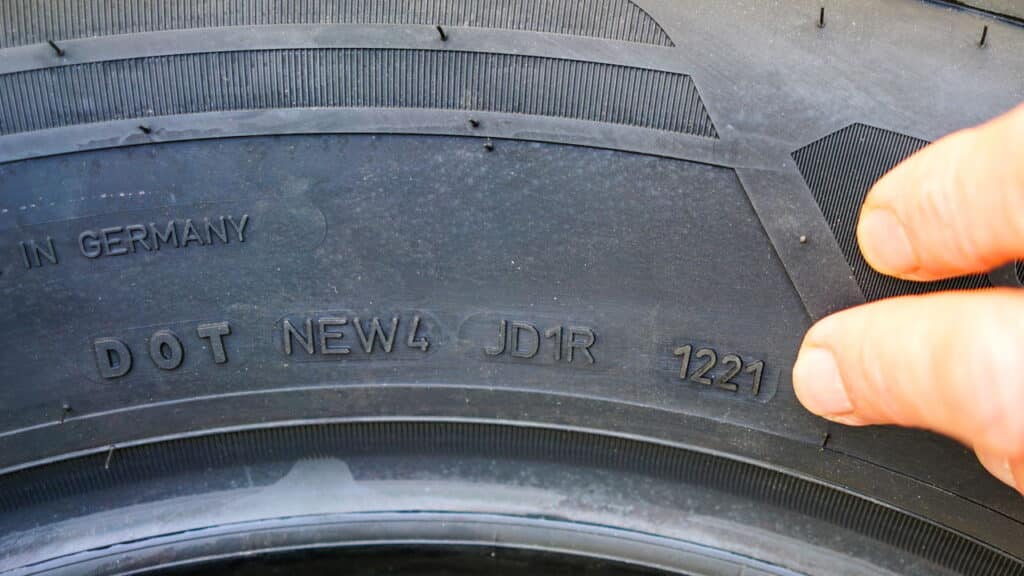 IN GERMANY
DOT NEW4 JD1R 1221